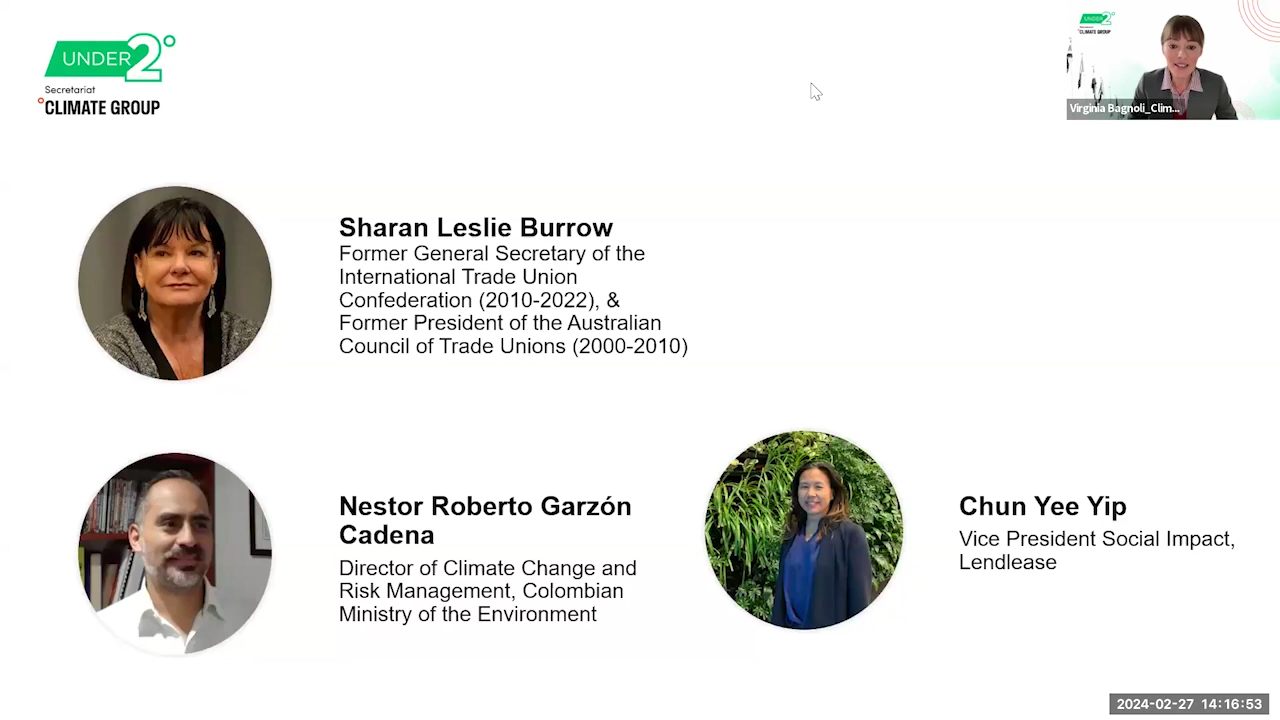 UNDER2°
Secretariat
°CLIMATE GROUP
UNDER2°
°CLIMATE GROUP
Virginia Bagnoli_Clim...
Sharan Leslie Burrow
Former General Secretary of the
International Trade Union
Confederation (2010-2022), &
Former President of the Australian
Council of Trade Unions (2000-2010)
Nestor Roberto Garzón
Cadena
Director of Climate Change and
Risk Management, Colombian
Ministry of the Environment
Chun Yee Yip
Vice President Social Impact,
Lendlease
2024-02-27 14:16:53